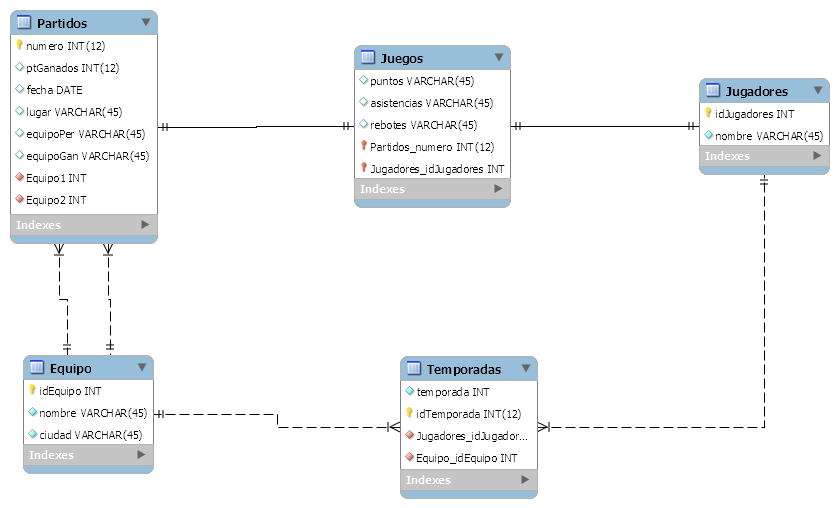 Partidos
numero INT(12)
ptGanados INT(12)
fecha DATE
lugar VARCHAR(45)
equipoPer VARCHAR(45)
equipoGan VARCHAR(45)
Equipo1 INT
Equipo2 INT
Indexes
Juegos
puntos VARCHAR(45)
asistencias VARCHAR(45)
rebotes VARCHAR(45)
Partidos_numero INT(12)
Jugadores_idJugadores INT
Indexes
Jugadores
idJugadores INT
nombre VARCHAR(45)
Indexes
Equipo
idEquipo INT
nombre VARCHAR(45)
ciudad VARCHAR(45)
Indexes
Temporadas
temporada INT
idTemporada INT(12)
Jugadores_idJugador...
Equipo_idEquipo INT
Indexes